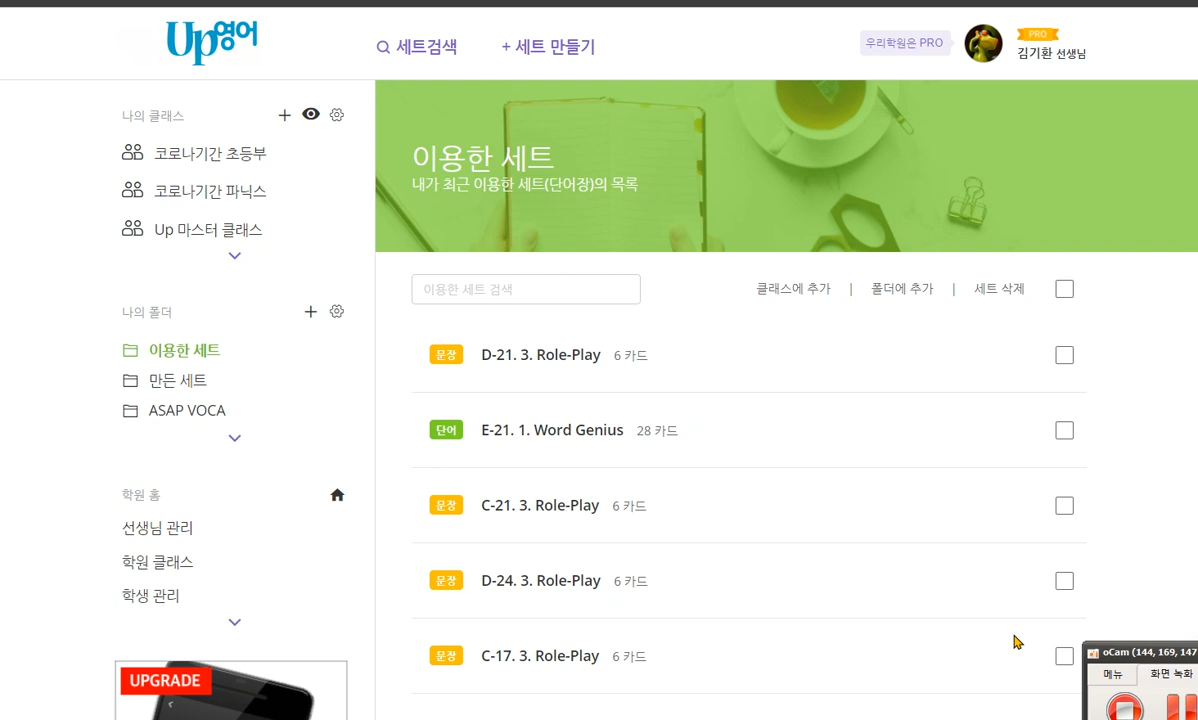 Up영어
세트검색
+ 세트 만들기
우리학원은 PRO
PRO
김기환 선생님
나의 클래스
코로나기간 초등부
코로나기간 파닉스
Up 마스터 클래스
나의 폴더
이용한 세트
만든 세트
ASAP VOCA
학원 홈
선생님 관리
학원 클래스
학생 관리
UPGRADE
이용한 세트
내가 최근 이용한 세트(단어장)의 목록
이용한 세트 검색
클래스에 추가 | 폴더에 추가 | 세트 삭제
문장 D-21. 3. Role-Play 6 카드
단어 E-21. 1. Word Genius 28 카드
문장 C-21. 3. Role-Play 6 카드
문장 D-24. 3. Role-Play 6 카드
문장 C-17. 3. Role-Play 6 카드
oCam (144, 169, 147
메뉴 화면 녹화